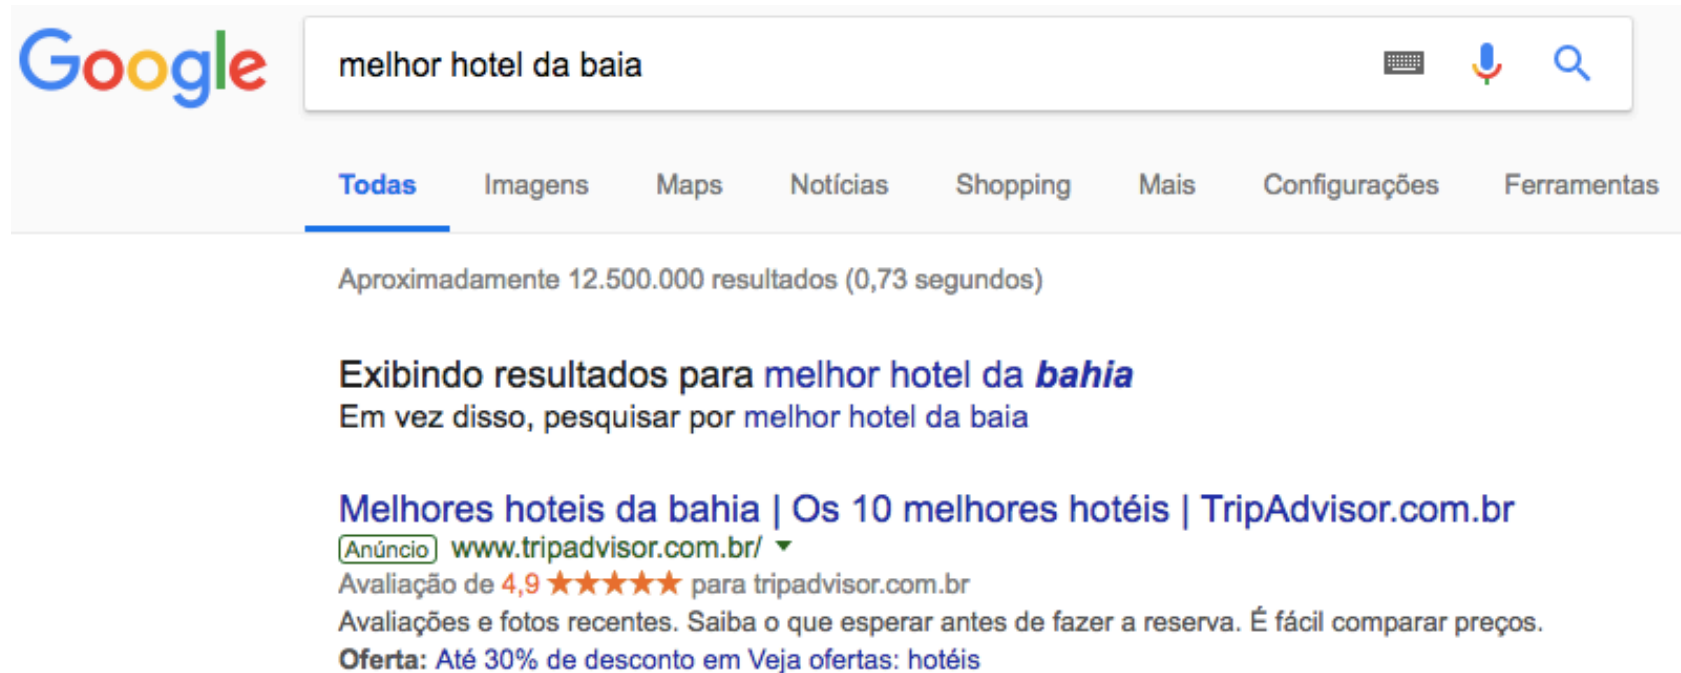 Google melhor hotel da baia
Todas Imagens Maps Notícias Shopping Mais Configurações Ferramentas
Aproximadamente 12.500.000 resultados (0,73 segundos)
Exibindo resultados para melhor hotel da bahia
Em vez disso, pesquisar por melhor hotel da baia
Melhores hoteis da bahia | Os 10 melhores hotéis | TripAdvisor.com.br
Anúncio www.tripadvisor.com.br/
Avaliação de 4,9 ★★★★★ para tripadvisor.com.br
Avaliações e fotos recentes. Saiba o que esperar antes de fazer a reserva. É fácil comparar preços.
Oferta: Até 30% de desconto em Veja ofertas: hotéis